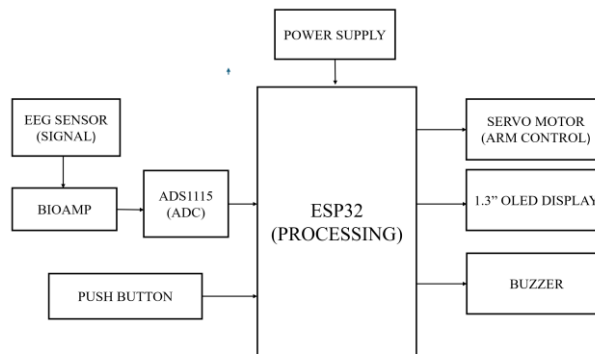 POWER SUPPLY
EEG SENSOR
(SIGNAL)
BIOAMP
ADS1115
(ADC)
PUSH BUTTON
ESP32
(PROCESSING)
SERVO MOTOR
(ARM CONTROL)
1.3” OLED DISPLAY
BUZZER